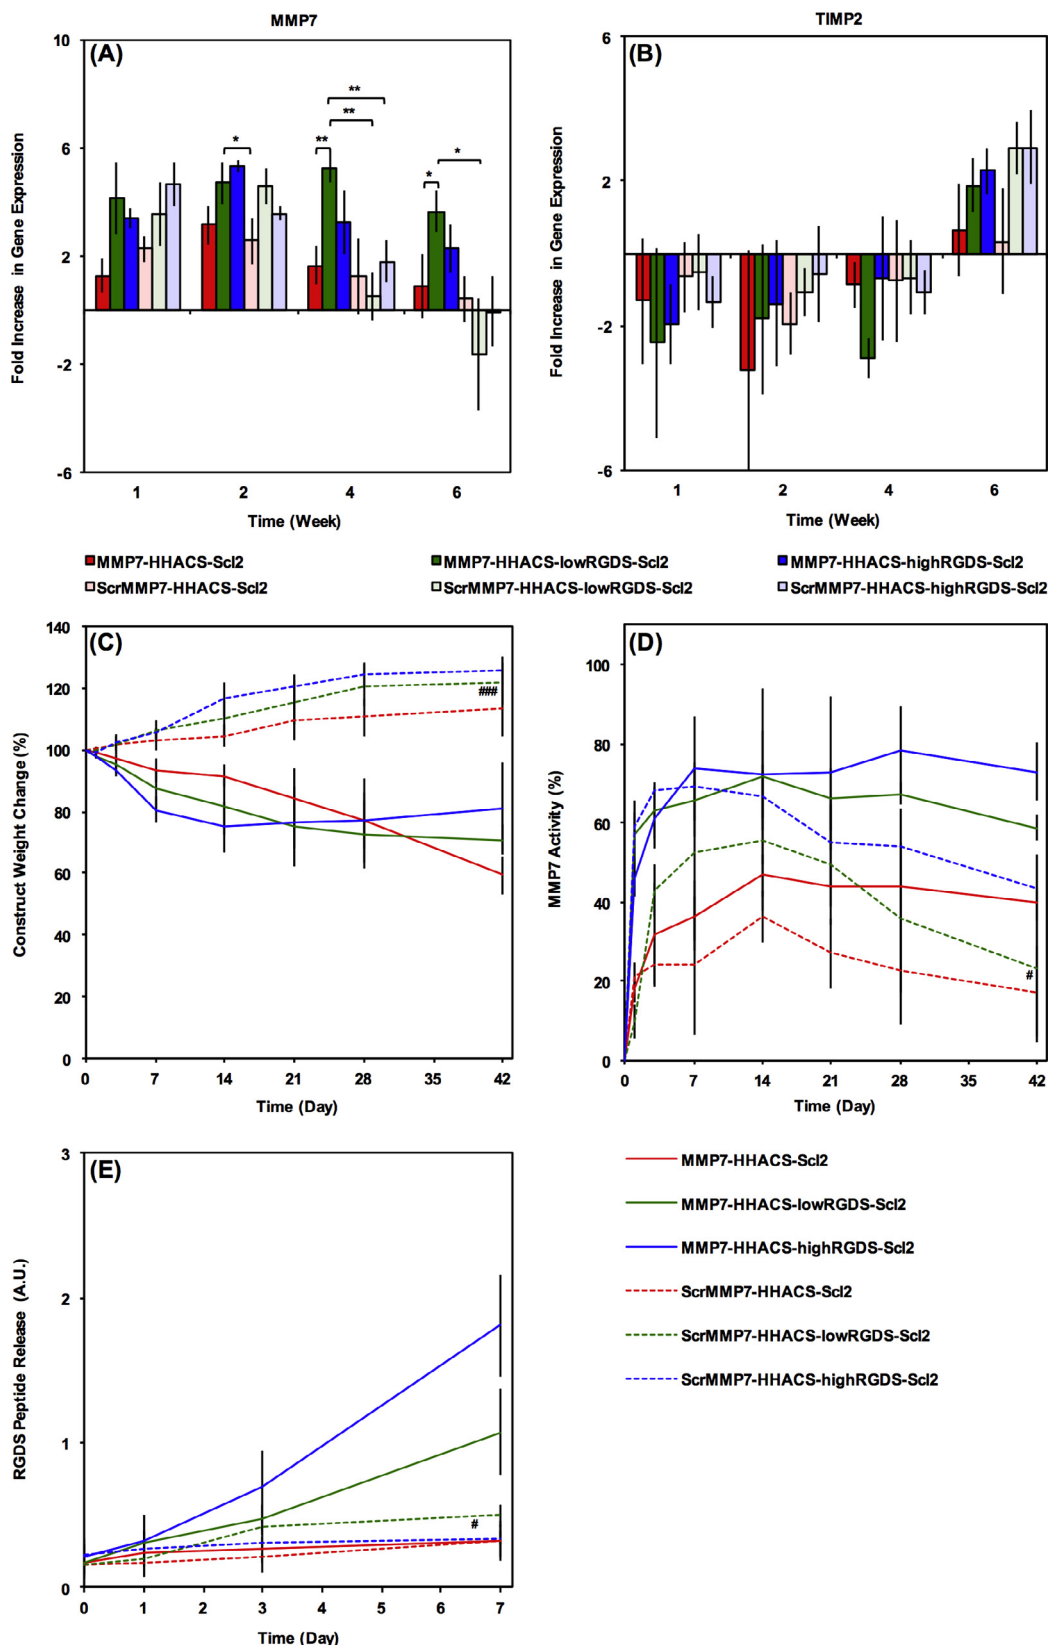 MMP7
TIMP2
(A)
10
6
2
-2
-6
Fold Increase in Gene Expression
*
**
**
**
*
*
1 2 4 6
Time (Week)
(B)
6
2
-2
-6
Fold Increase in Gene Expression
1 2 4 6
Time (Week)
MMP7-HHACS-Scl2 MMP7-HHACS-lowRGDS-Scl2 MMP7-HHACS-highRGDS-Scl2
ScrMMP7-HHACS-Scl2 ScrMMP7-HHACS-lowRGDS-Scl2 ScrMMP7-HHACS-highRGDS-Scl2
(C)
140
120
100
80
60
40
20
0
Construct Weight Change (%)
###
0 7 14 21 28 35 42
Time (Day)
(D)
100
80
60
40
20
0
MMP7 Activity (%)
#
0 7 14 21 28 35 42
Time (Day)
(E)
3
2
1
0
RGDS Peptide Release (A.U.)
#
0 1 2 3 4 5 6 7
Time (Day)
MMP7-HHACS-Scl2
MMP7-HHACS-lowRGDS-Scl2
MMP7-HHACS-highRGDS-Scl2
ScrMMP7-HHACS-Scl2
ScrMMP7-HHACS-lowRGDS-Scl2
ScrMMP7-HHACS-highRGDS-Scl2